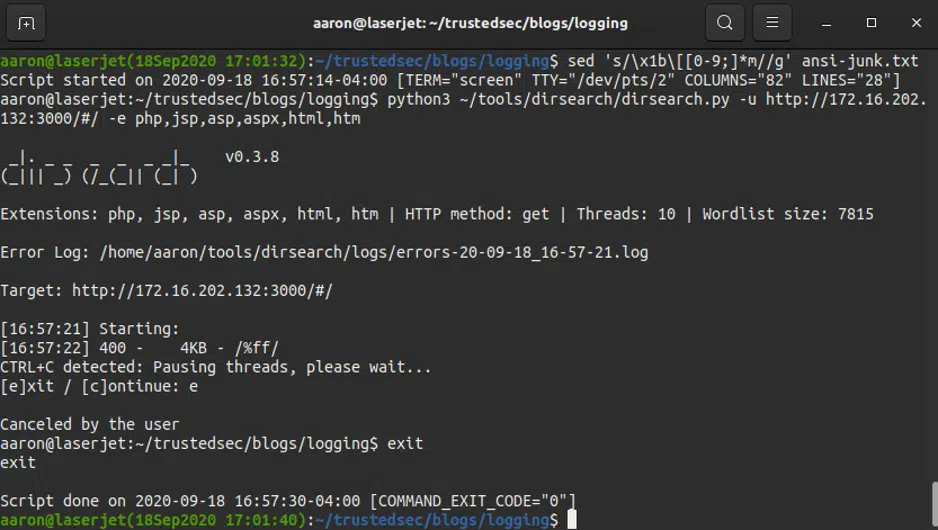 aaron@laserjet: ~/trustedsec/blogs/logging
aaron@laserjet(18Sep2020 17:01:32):~/trustedsec/blogs/logging$ sed 's/\x1b\[[0-9;]*m//g' ansi-junk.txt
Script started on 2020-09-18 16:57:14-04:00 [TERM="screen" TTY="/dev/pts/2" COLUMNS="82" LINES="28"]
aaron@laserjet:~/trustedsec/blogs/logging$ python3 ~/tools/dirsearch/dirsearch.py -u http://172.16.202.
132:3000/#/ -e php,jsp,asp,aspx,html,htm
 _|. _ _  _  _  _ _|_    v0.3.8
(_||| _) (/_(_|| (_| )
Extensions: php, jsp, asp, aspx, html, htm | HTTP method: get | Threads: 10 | Wordlist size: 7815
Error Log: /home/aaron/tools/dirsearch/logs/errors-20-09-18_16-57-21.log
Target: http://172.16.202.132:3000/#/
[16:57:21] Starting:
[16:57:22] 400 -    4KB - /%ff/
CTRL+C detected: Pausing threads, please wait...
[e]xit / [c]ontinue: e
Canceled by the user
aaron@laserjet:~/trustedsec/blogs/logging$ exit
exit
Script done on 2020-09-18 16:57:30-04:00 [COMMAND_EXIT_CODE="0"]
aaron@laserjet(18Sep2020 17:01:40):~/trustedsec/blogs/logging$